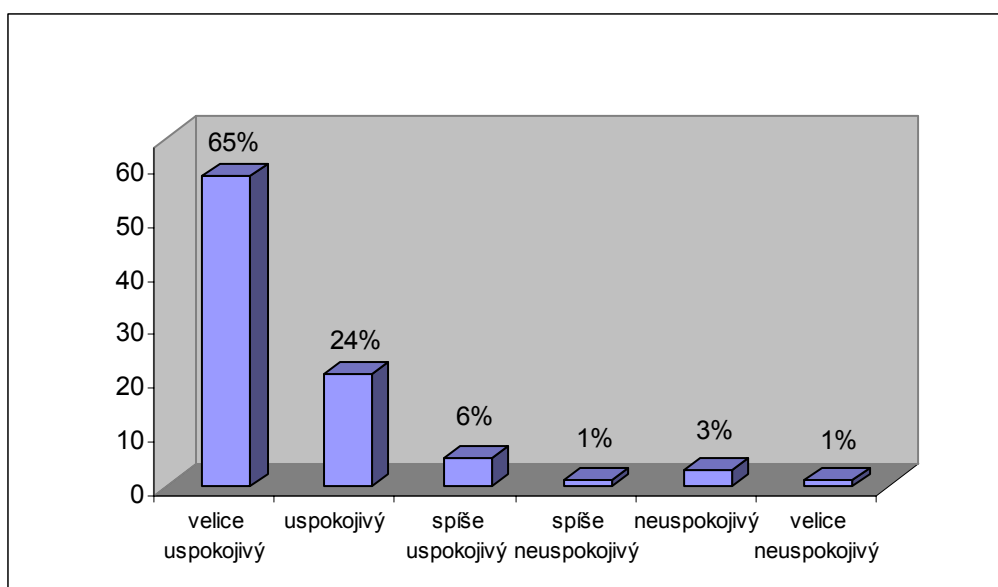 65%
60
50
24%
40
30
20
6%
1%
3%
1%
10
0
velice uspokojivý
uspokojivý
spíše uspokojivý
spíše neuspokojivý
neuspokojivý
velice neuspokojivý